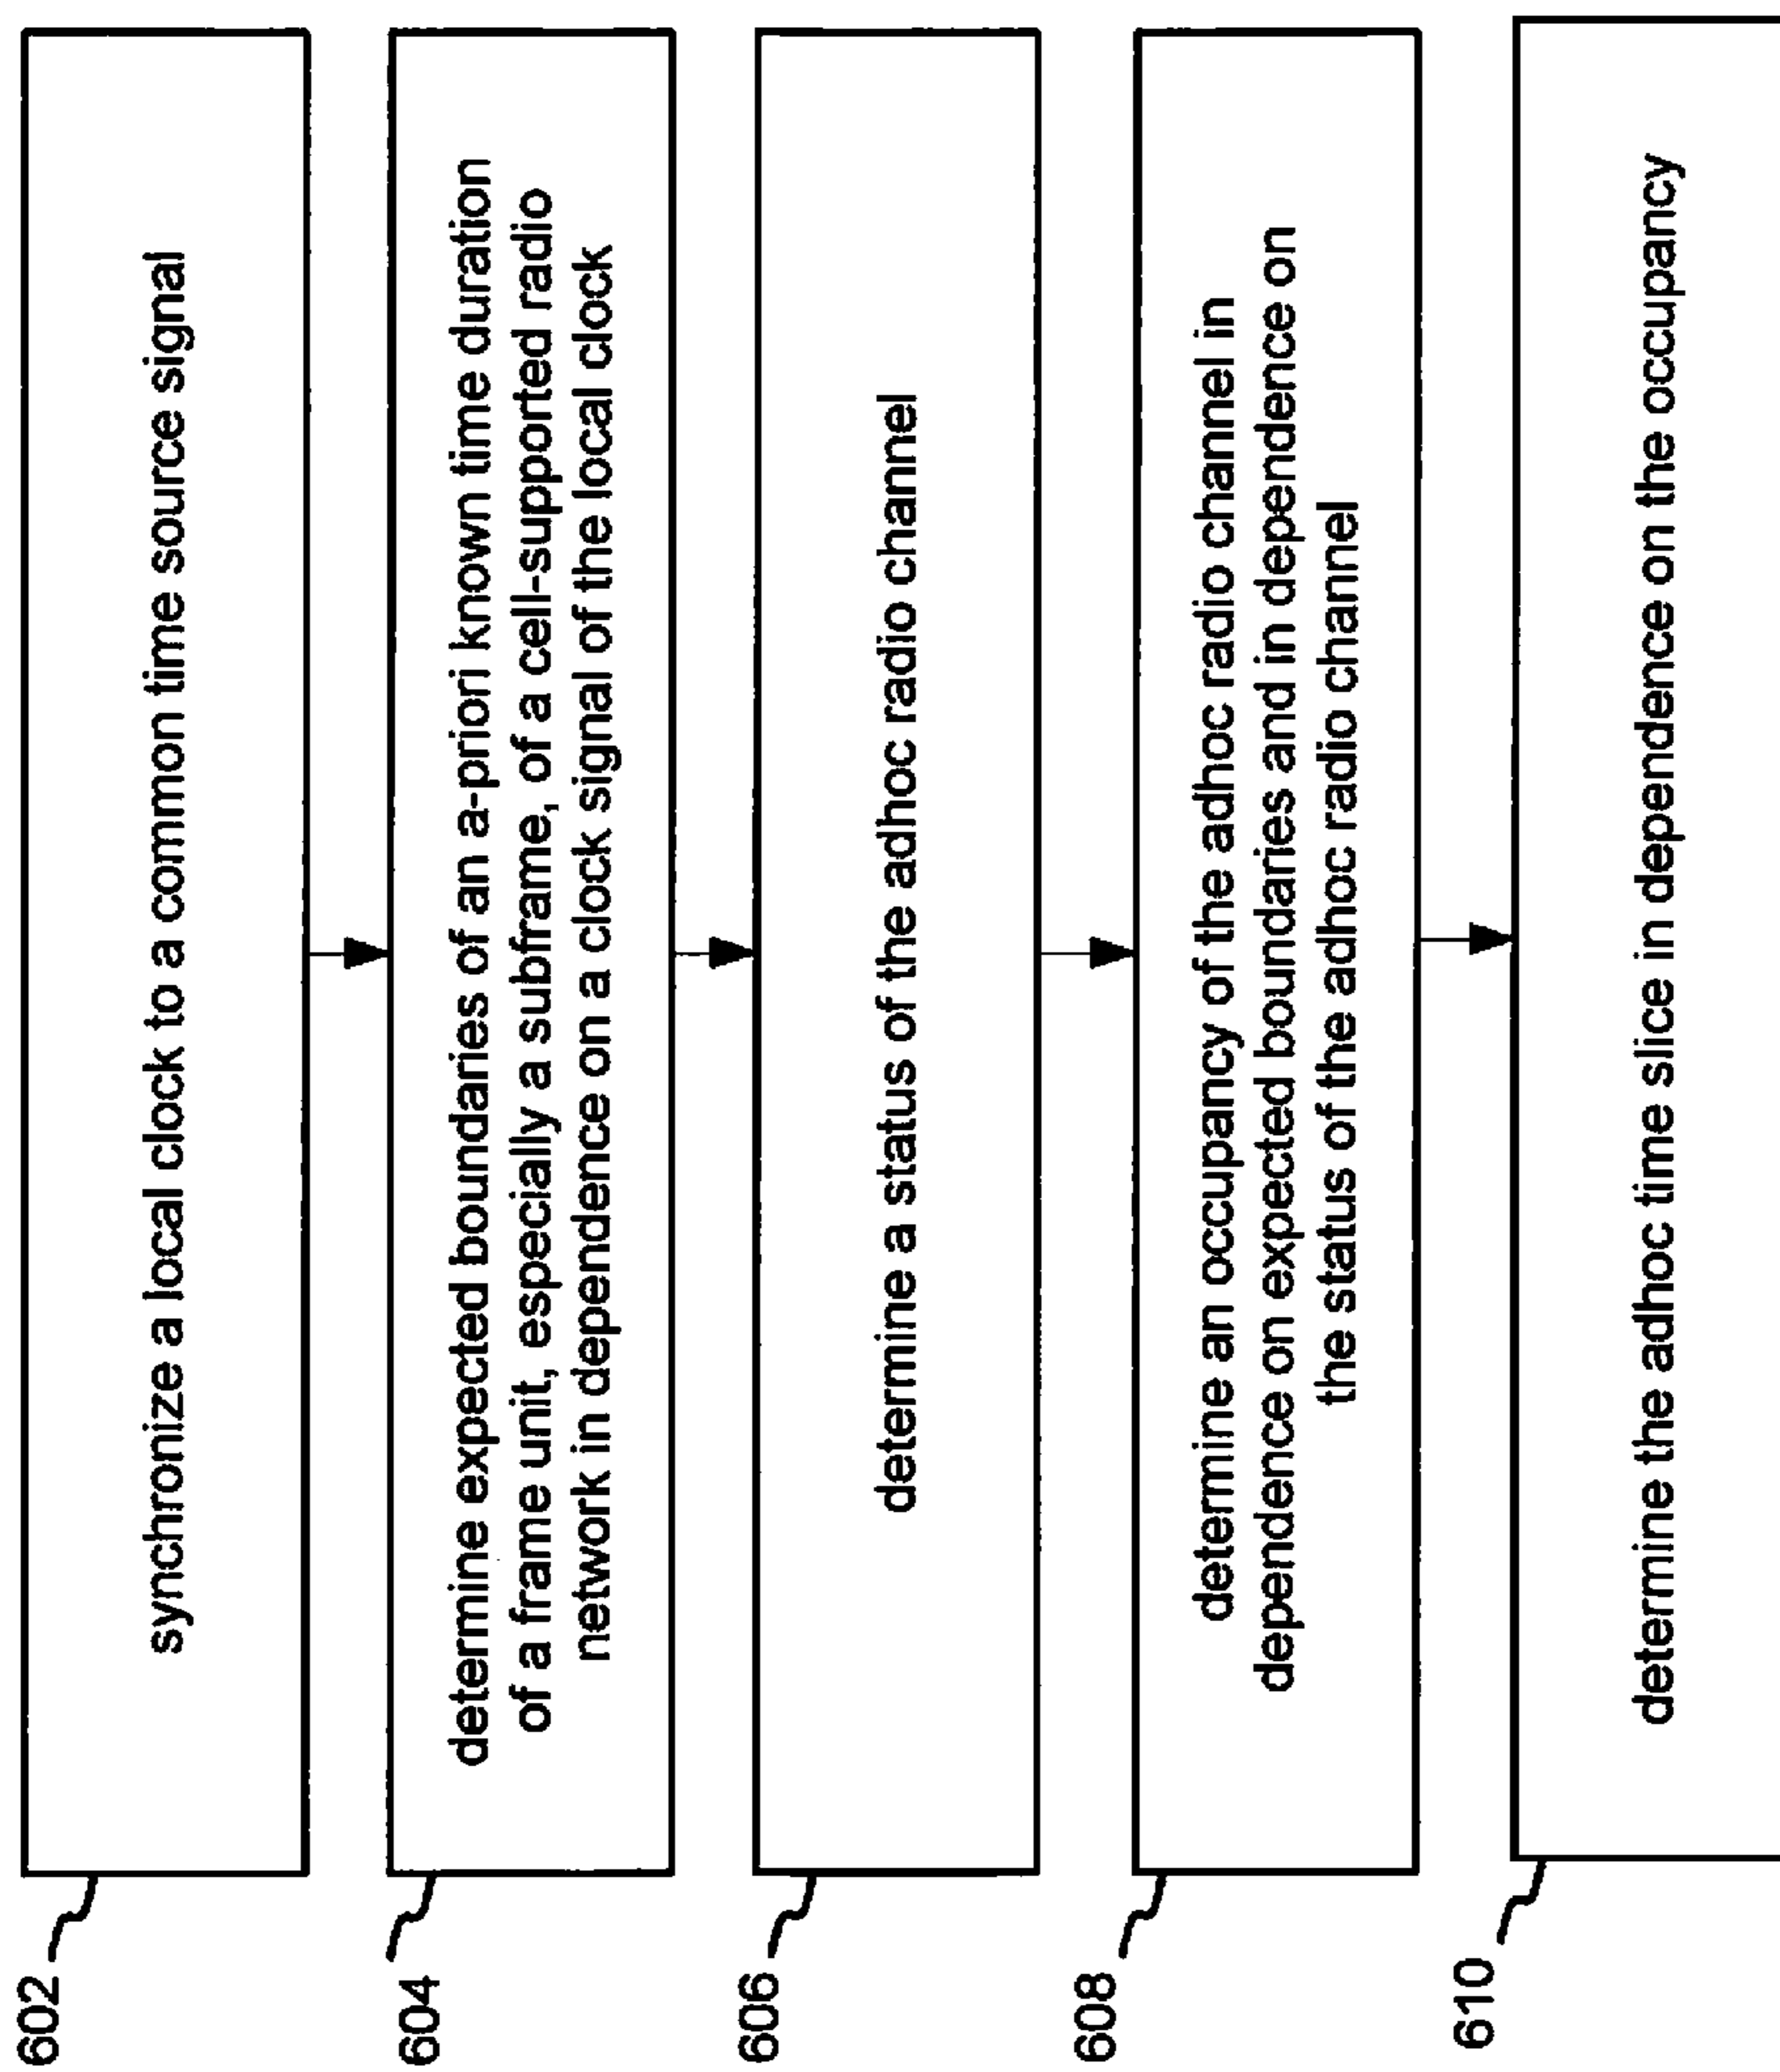 602
synchronize a local clock to a common time source signal
604
determine expected boundaries of an a-priori known time duration
of a frame unit, especially a subframe, of a cell-supported radio
network in dependence on a clock signal of the local clock
606
determine a status of the adhoc radio channel
608
determine an occupancy of the adhoc radio channel in
dependence on expected boundaries and in dependence on
the status of the adhoc radio channel
610
determine the adhoc time slice in dependence on the occupancy